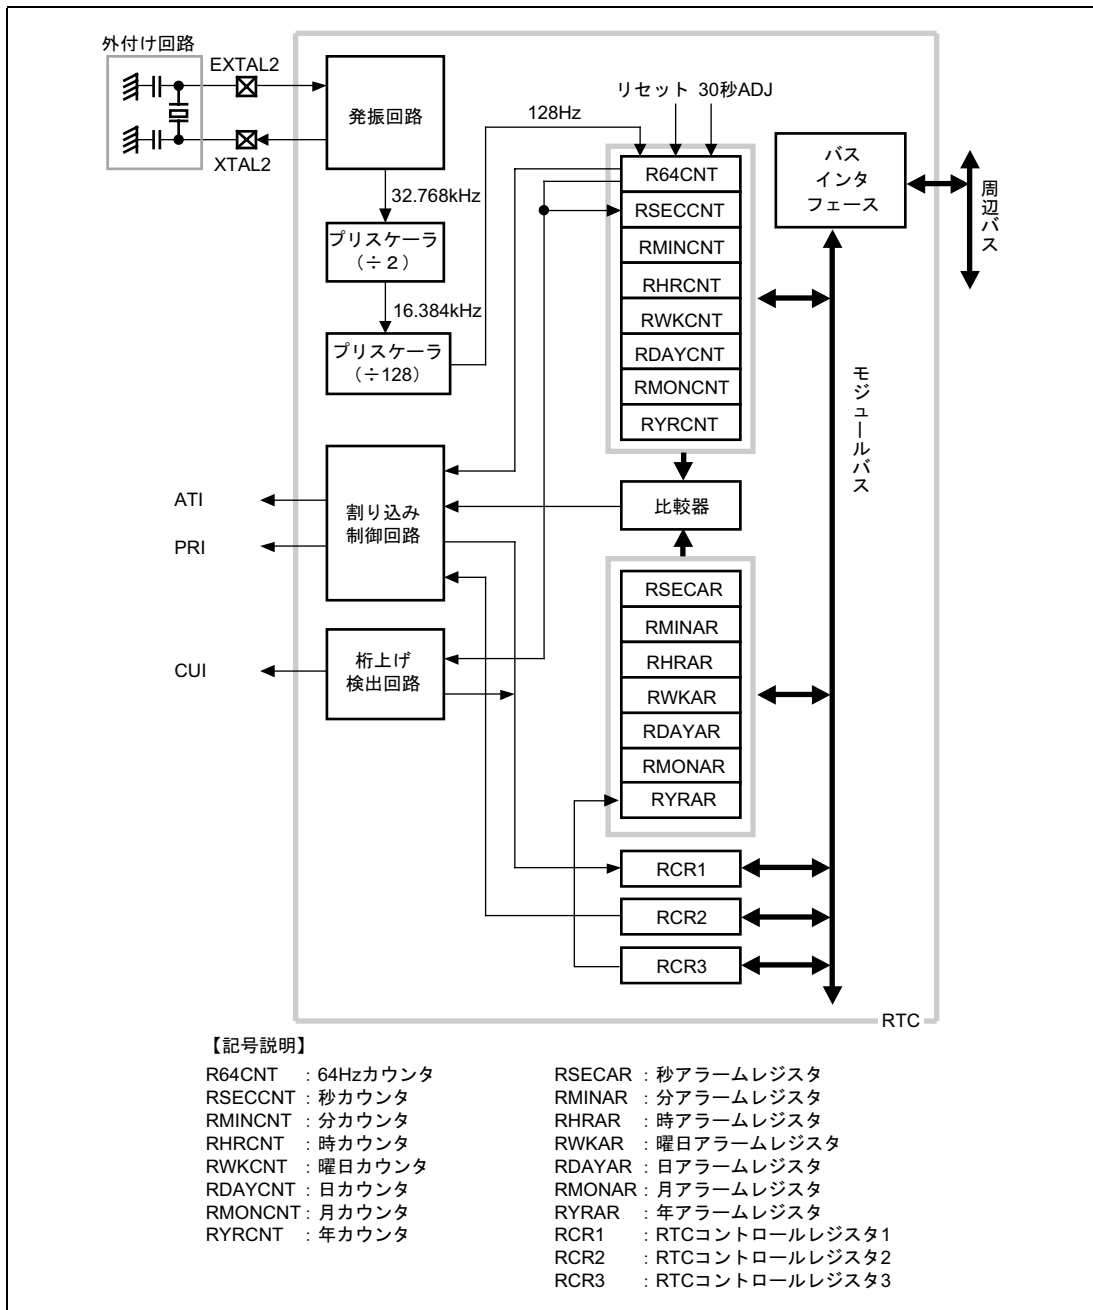 外付け回路
EXTAL2
XTAL2
発振回路
32.768kHz
プリスケーラ
（÷２）
16.384kHz
プリスケーラ
（÷128）
128Hz
リセット 30秒ADJ
R64CNT
RSECCNT
RMINCNT
RHRCNT
RWKCNT
RDAYCNT
RMONCNT
RYRCNT
バス
インタ
フェース
周辺バス
モジュールバス
ATI
PRI
割り込み
制御回路
比較器
CUI
桁上げ
検出回路
RSECAR
RMINAR
RHRAR
RWKAR
RDAYAR
RMONAR
RYRAR
RCR1
RCR2
RCR3
RTC
【記号説明】
R64CNT ：64Hzカウンタ
RSECCNT ：秒カウンタ
RMINCNT ：分カウンタ
RHRCNT ：時カウンタ
RWKCNT ：曜日カウンタ
RDAYCNT ：日カウンタ
RMONCNT：月カウンタ
RYRCNT ：年カウンタ
RSECAR ：秒アラームレジスタ
RMINAR ：分アラームレジスタ
RHRAR ：時アラームレジスタ
RWKAR ：曜日アラームレジスタ
RDAYAR ：日アラームレジスタ
RMONAR：月アラームレジスタ
RYRAR ：年アラームレジスタ
RCR1 ：RTCコントロールレジスタ1
RCR2 ：RTCコントロールレジスタ2
RCR3 ：RTCコントロールレジスタ3